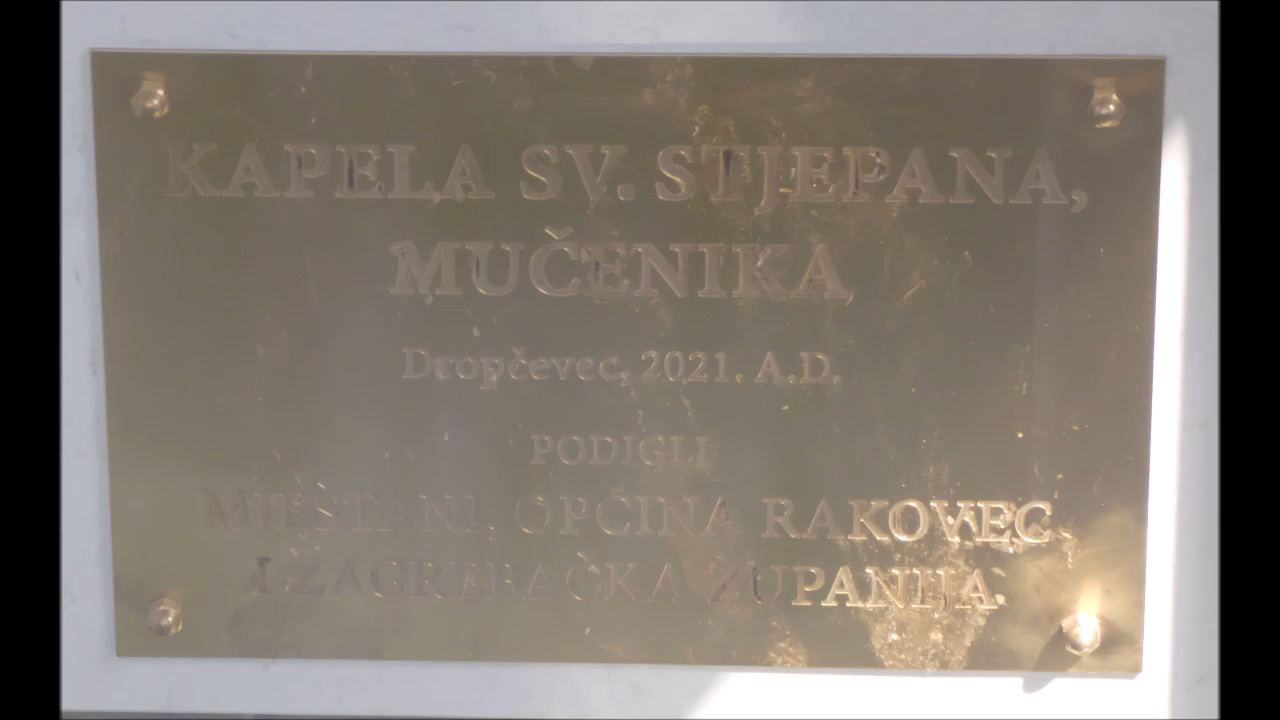 KAPELA SV. STJEPANA,
MUČENIKA
Dropčevec, 2021. A.D.
PODIGLI
MJEŠTANI, OPĆINA RAKOVEC
I ZAGREBAČKA ŽUPANIJA